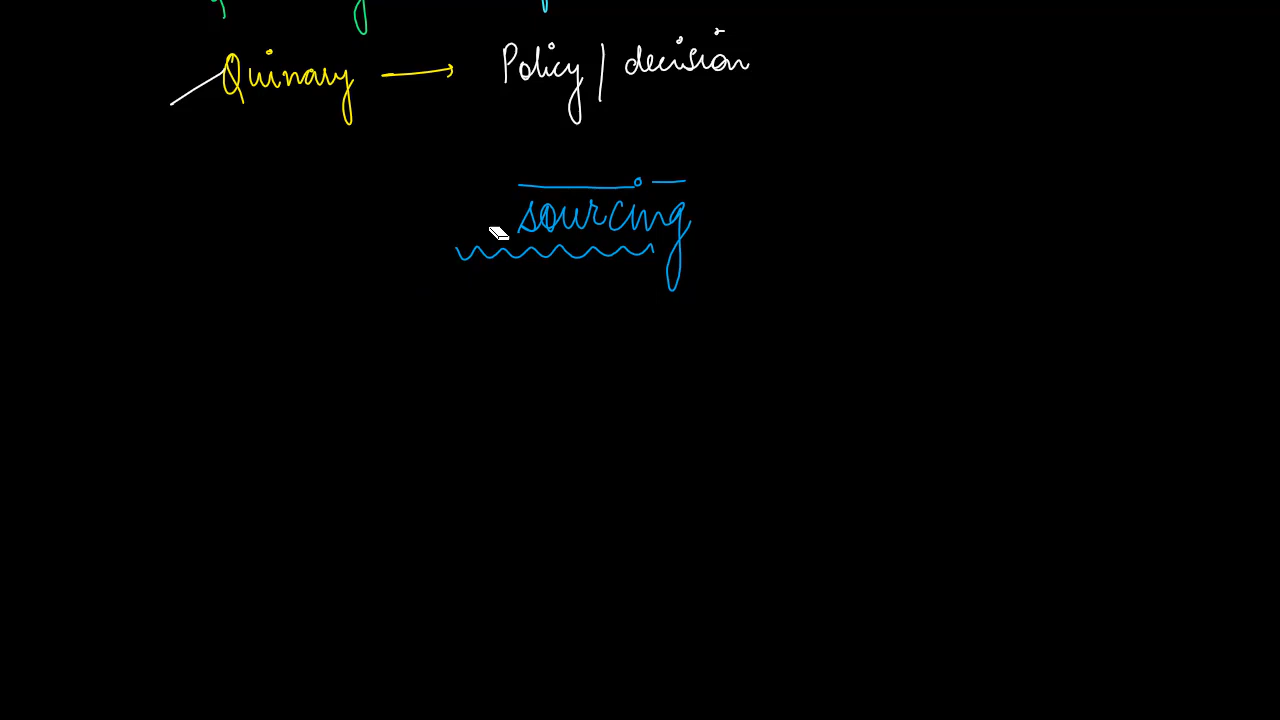 Quinary → Policy / decision
sourcing